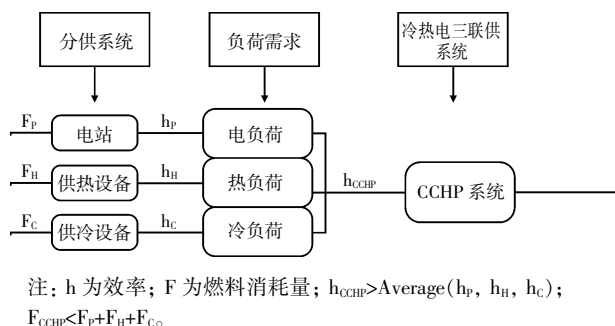 分供系统
负荷需求
冷热电三联供
系统
F_P
电站
h_P
电负荷
F_H
供热设备
h_H
热负荷
h_CCHP
CCHP 系统
F_C
供冷设备
h_C
冷负荷
注: h 为效率; F 为燃料消耗量; h_CCHP>Average(h_P, h_H, h_C);
F_CCHP<F_P+F_H+F_C。